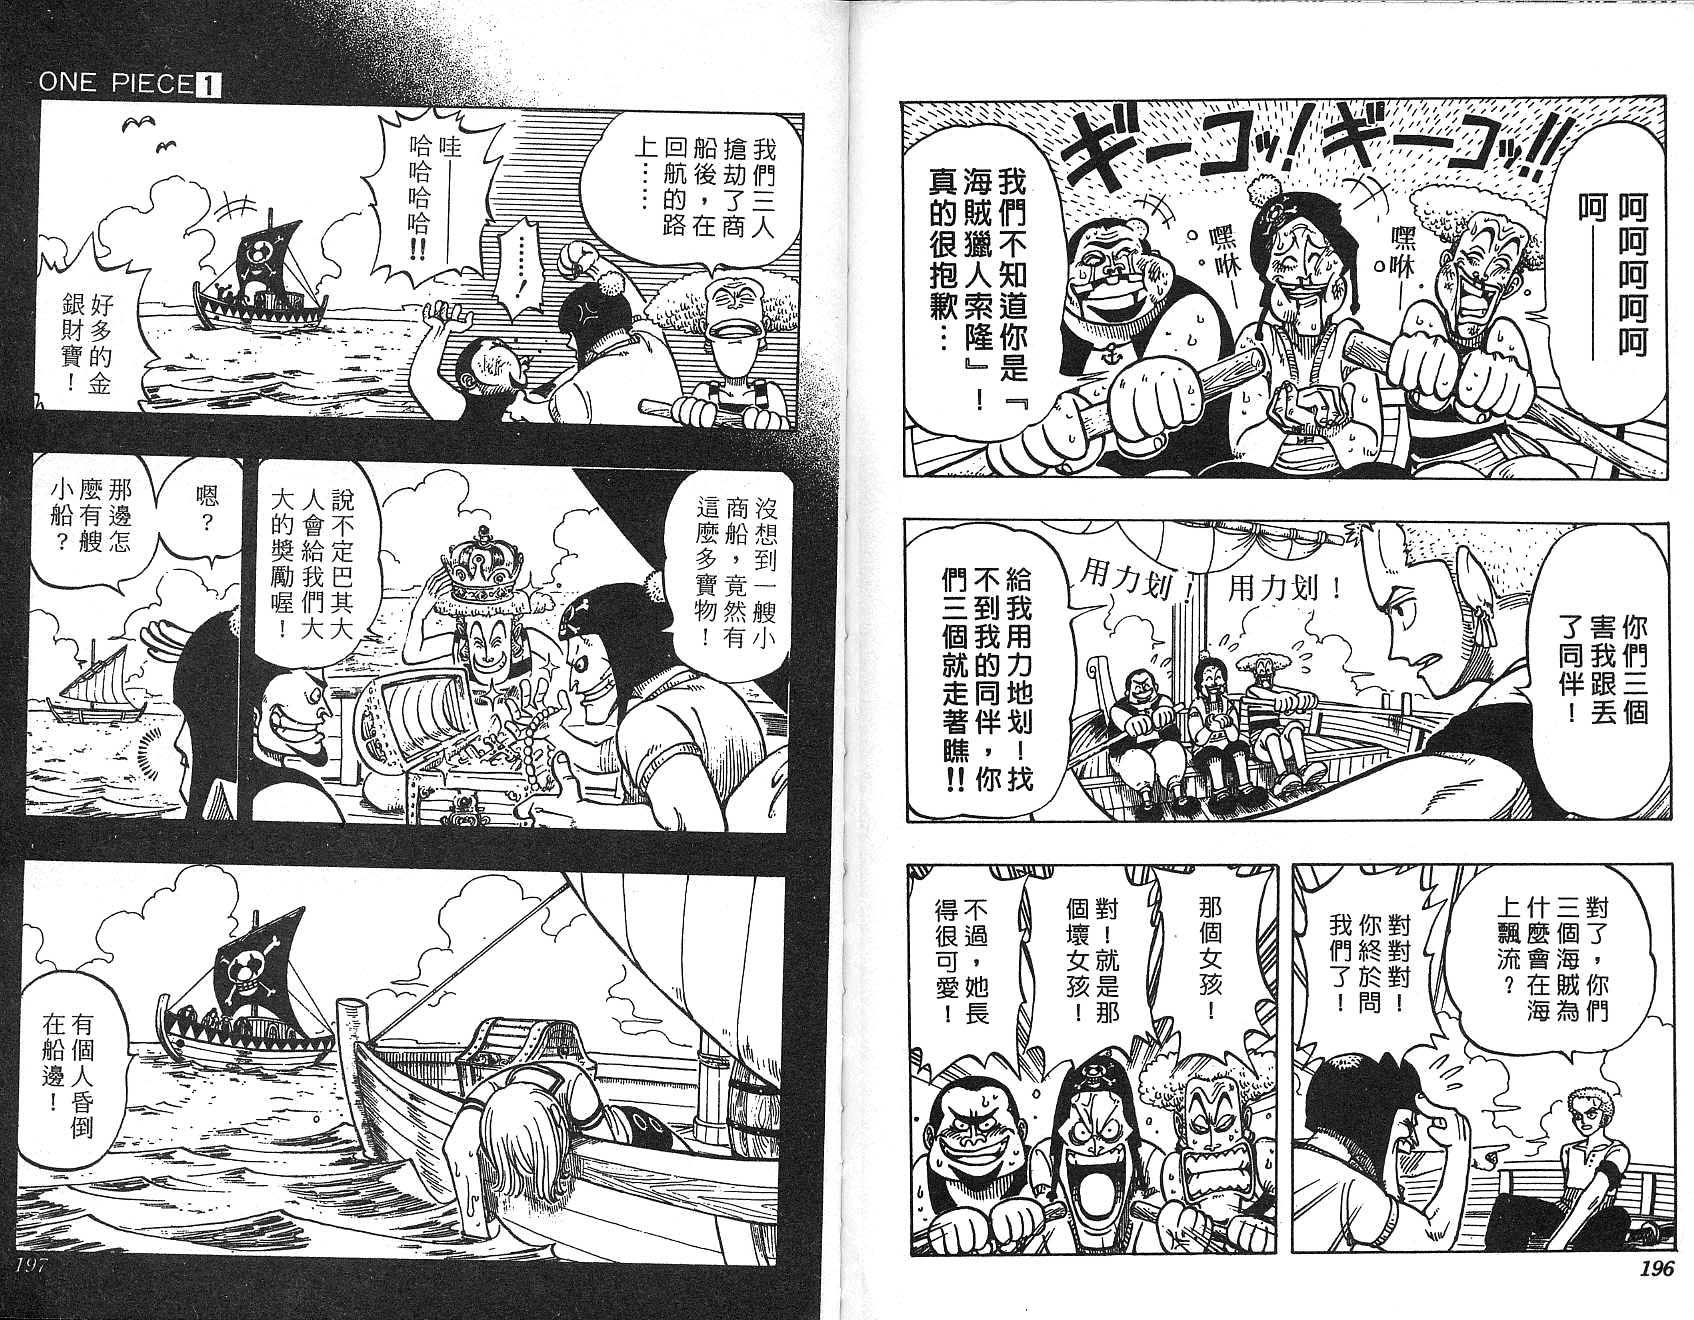 ギーコッ!
ギーコッ!!
呵呵呵呵呵
呵——
嘿咻—
嘿咻—
我們不知道你是『
海賊獵人索隆』!
真的很抱歉…
你們三個
害我跟丟
了同伴!
用力划!
用力划!
給我用力地划!找
不到我的同伴,你
們三個就走著瞧!!
對了,你們
三個海賊為
什麼會在海
上飄流?
對對對!
你終於問
我們了!
那個女孩!
對!就是那
個壞女孩!
不過,她長
得很可愛!
196
ONE PIECE 1
我們三人
搶劫了商
船後,在
回航的路
上……
……!
哇——
哈哈哈哈!!
好多的金
銀財寶!
沒想到一艘小
商船,竟然有
這麼多寶物!
說不定巴其大
人會給我們大
大的獎勵喔!
嗯?
那邊怎
麼有艘
小船?
有個人昏倒
在船邊!
197